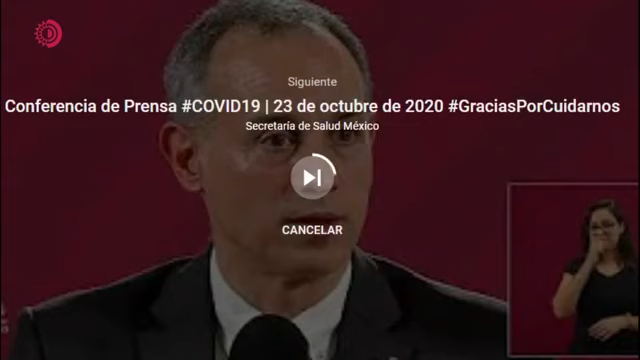 Siguiente
Conferencia de Prensa #COVID19 | 23 de octubre de 2020 #GraciasPorCuidarnos
Secretaría de Salud México
CANCELAR